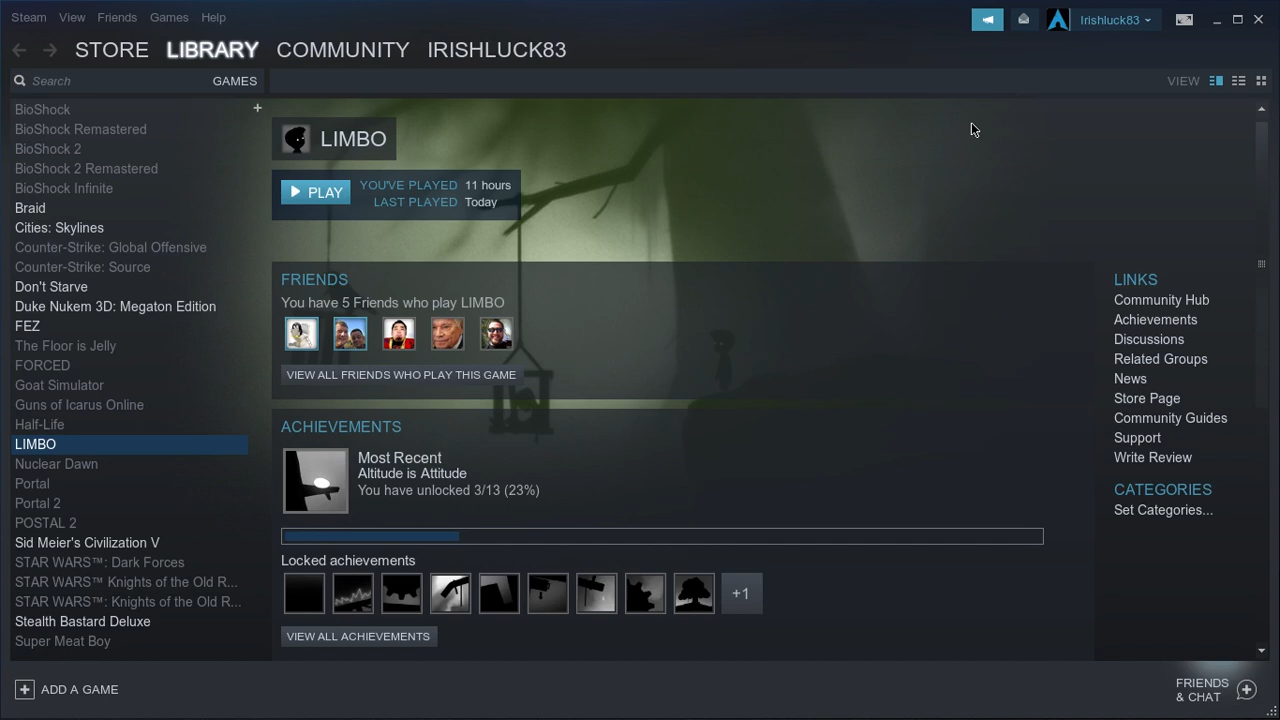 Steam View Friends Games Help
Irishluck83
STORE LIBRARY COMMUNITY IRISHLUCK83
Search GAMES
VIEW
BioShock
BioShock Remastered
BioShock 2
BioShock 2 Remastered
BioShock Infinite
Braid
Cities: Skylines
Counter-Strike: Global Offensive
Counter-Strike: Source
Don't Starve
Duke Nukem 3D: Megaton Edition
FEZ
The Floor is Jelly
FORCED
Goat Simulator
Guns of Icarus Online
Half-Life
LIMBO
Nuclear Dawn
Portal
Portal 2
POSTAL 2
Sid Meier's Civilization V
STAR WARS™: Dark Forces
STAR WARS™ Knights of the Old R...
STAR WARS™: Knights of the Old R...
Stealth Bastard Deluxe
Super Meat Boy
LIMBO
PLAY
YOU'VE PLAYED 11 hours
LAST PLAYED Today
FRIENDS
You have 5 Friends who play LIMBO
VIEW ALL FRIENDS WHO PLAY THIS GAME
ACHIEVEMENTS
Most Recent
Altitude is Attitude
You have unlocked 3/13 (23%)
Locked achievements
+1
VIEW ALL ACHIEVEMENTS
LINKS
Community Hub
Achievements
Discussions
Related Groups
News
Store Page
Community Guides
Support
Write Review
CATEGORIES
Set Categories...
ADD A GAME
FRIENDS
& CHAT